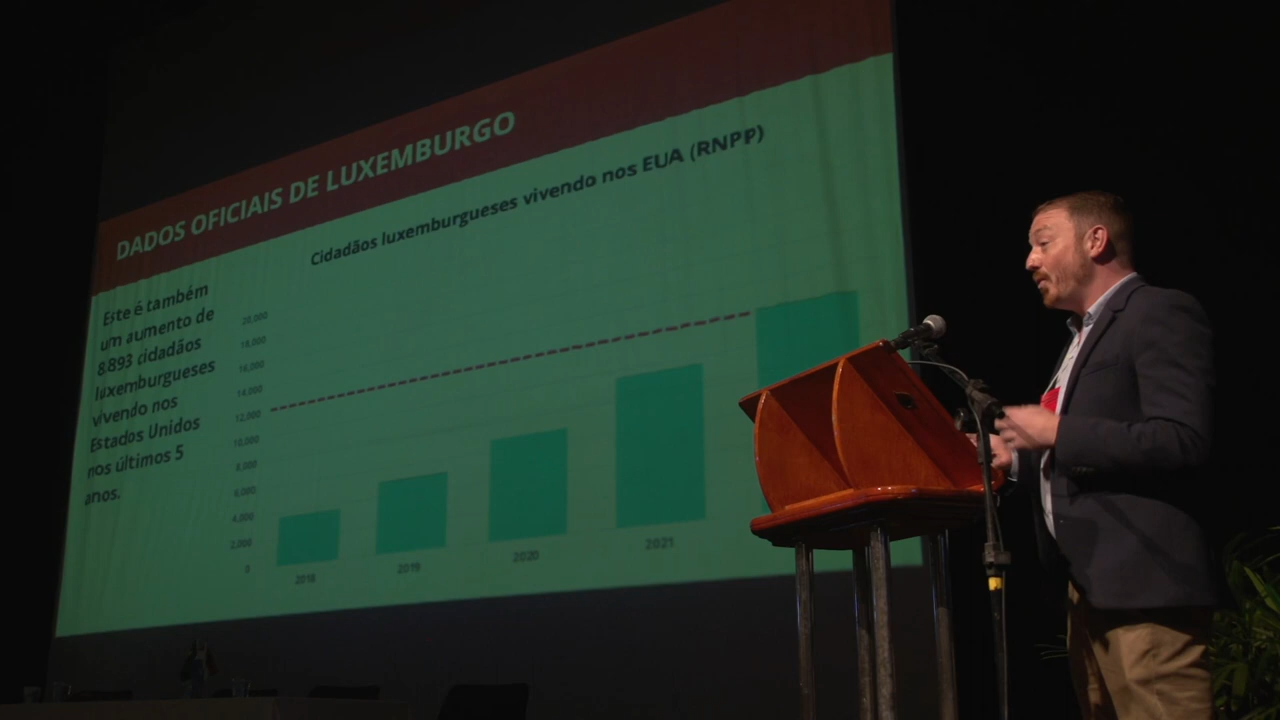 DADOS OFICIAIS DE LUXEMBURGO
Cidadãos luxemburgueses vivendo nos EUA (RNPP)
Este é também
um aumento de
8.893 cidadãos
luxemburgueses
vivendo nos
Estados Unidos
nos últimos 5
anos.
20,000
18,000
16,000
14,000
12,000
10,000
8,000
6,000
4,000
2,000
0
2018
2019
2020
2021